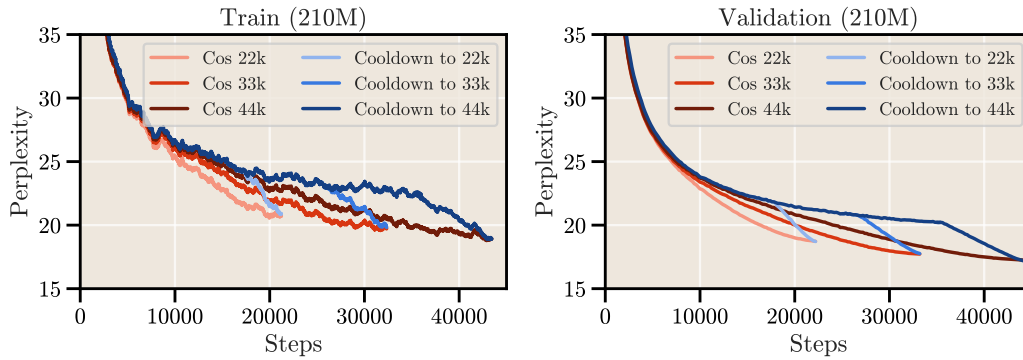 Train (210M)
35
30
25
20
15
Perplexity
Cos 22k
Cos 33k
Cos 44k
Cooldown to 22k
Cooldown to 33k
Cooldown to 44k
0
10000
20000
30000
40000
Steps
Validation (210M)
35
30
25
20
15
Perplexity
Cos 22k
Cos 33k
Cos 44k
Cooldown to 22k
Cooldown to 33k
Cooldown to 44k
0
10000
20000
30000
40000
Steps